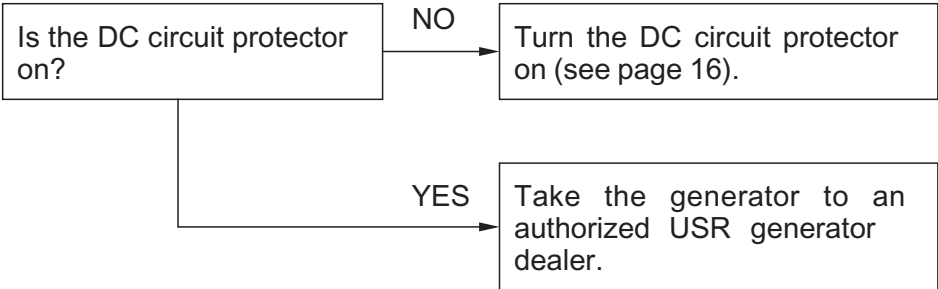 Is the DC circuit protector
on?
NO
Turn the DC circuit protector
on (see page 16).
YES
Take the generator to an
authorized USR generator
dealer.